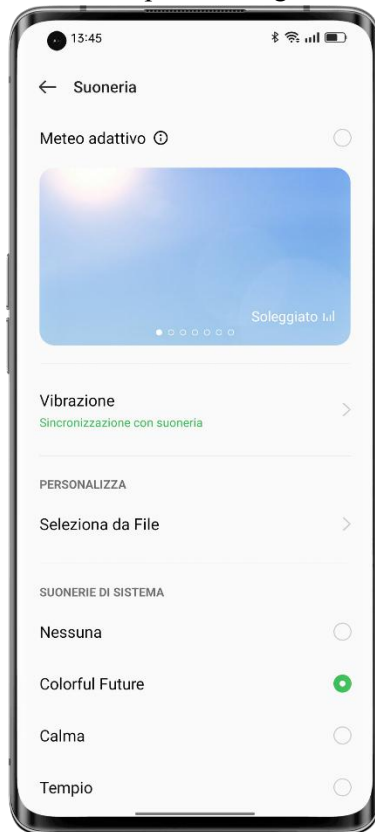 13:45
Suoneria
Meteo adattivo
Soleggiato
Vibrazione
Sincronizzazione con suoneria
PERSONALIZZA
Seleziona da File
SUONERIE DI SISTEMA
Nessuna
Colorful Future
Calma
Tempio